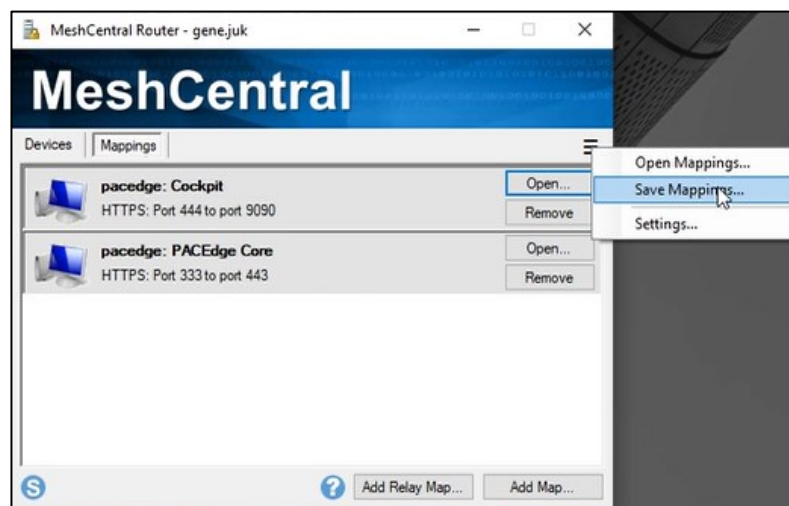 MeshCentral Router - gene.juk
MeshCentral
Devices
Mappings
pacedge: Cockpit
HTTPS: Port 444 to port 9090
Open...
Remove
pacedge: PACEdge Core
HTTPS: Port 333 to port 443
Open...
Remove
Open Mappings...
Save Mappings...
Settings...
S
?
Add Relay Map...
Add Map...